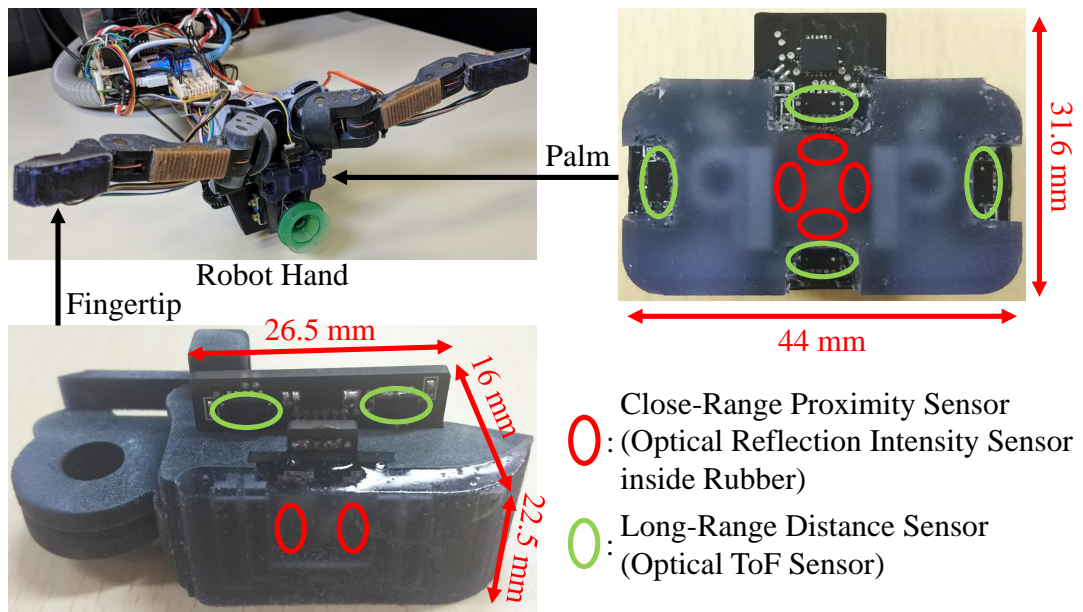 Palm
Robot Hand
Fingertip
31.6 mm
44 mm
26.5 mm
16 mm
22.5 mm
Close-Range Proximity Sensor
: (Optical Reflection Intensity Sensor
inside Rubber)
Long-Range Distance Sensor
: (Optical ToF Sensor)